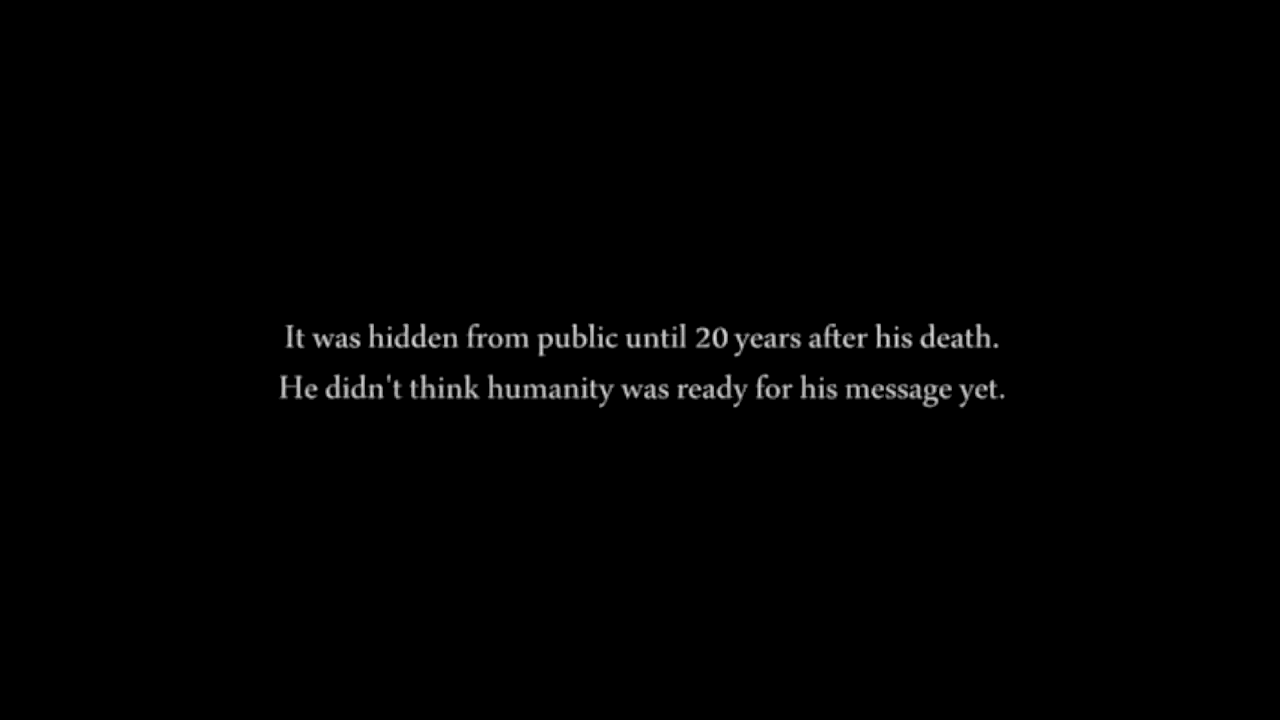 It was hidden from public until 20 years after his death.
He didn't think humanity was ready for his message yet.